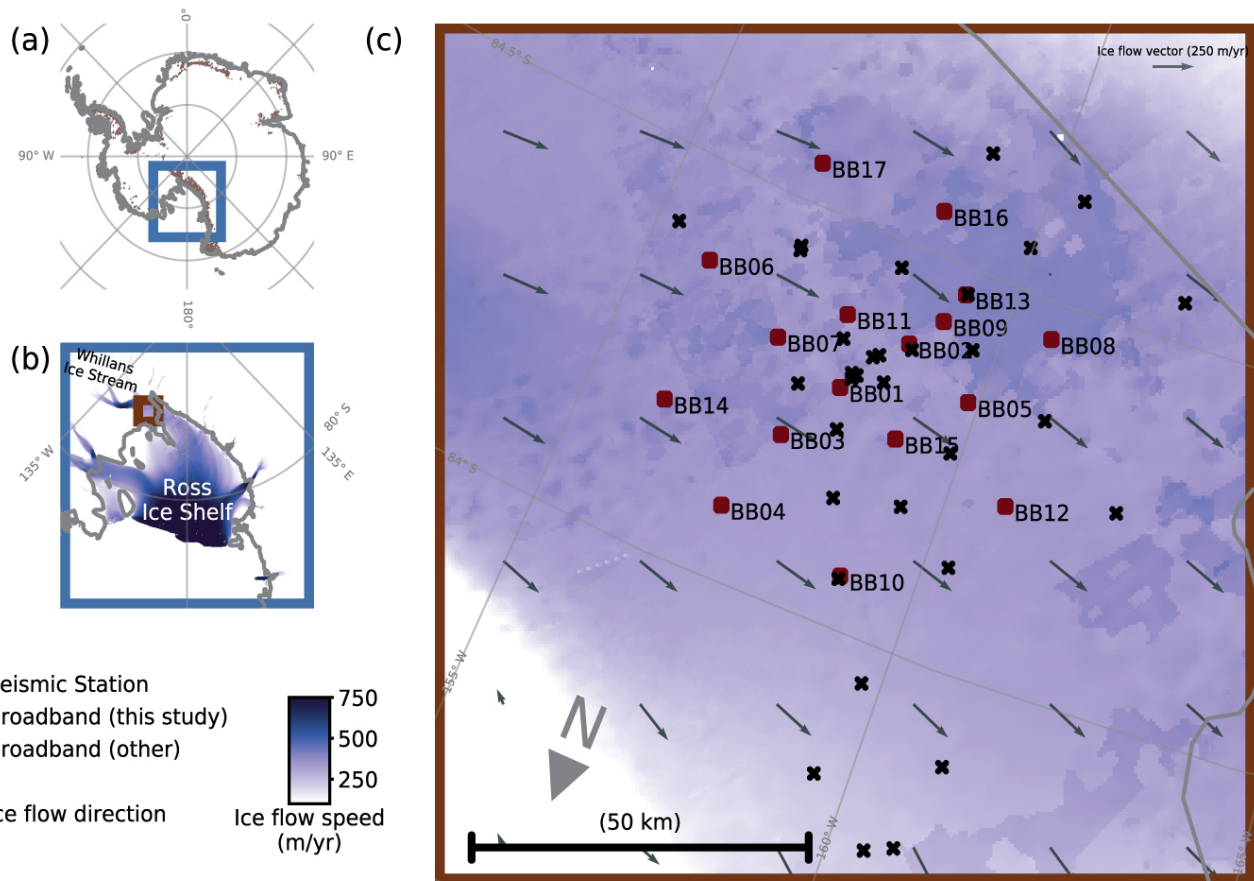 (a)
0°
90° W
90° E
180°
(b)
Whillans
Ice Stream
80° S
135° W
135° E
Ross
Ice Shelf
eismic Station
roadband (this study)
roadband (other)
ce flow direction
750
500
250
Ice flow speed
(m/yr)
(c)
84.5° S
Ice flow vector (250 m/yr)
BB17
BB16
BB06
BB13
BB11
BB09
BB07
BB02
BB08
BB01
BB14
BB05
BB03
BB15
84° S
BB04
BB12
BB10
155° W
N
(50 km)
160° W
165° W